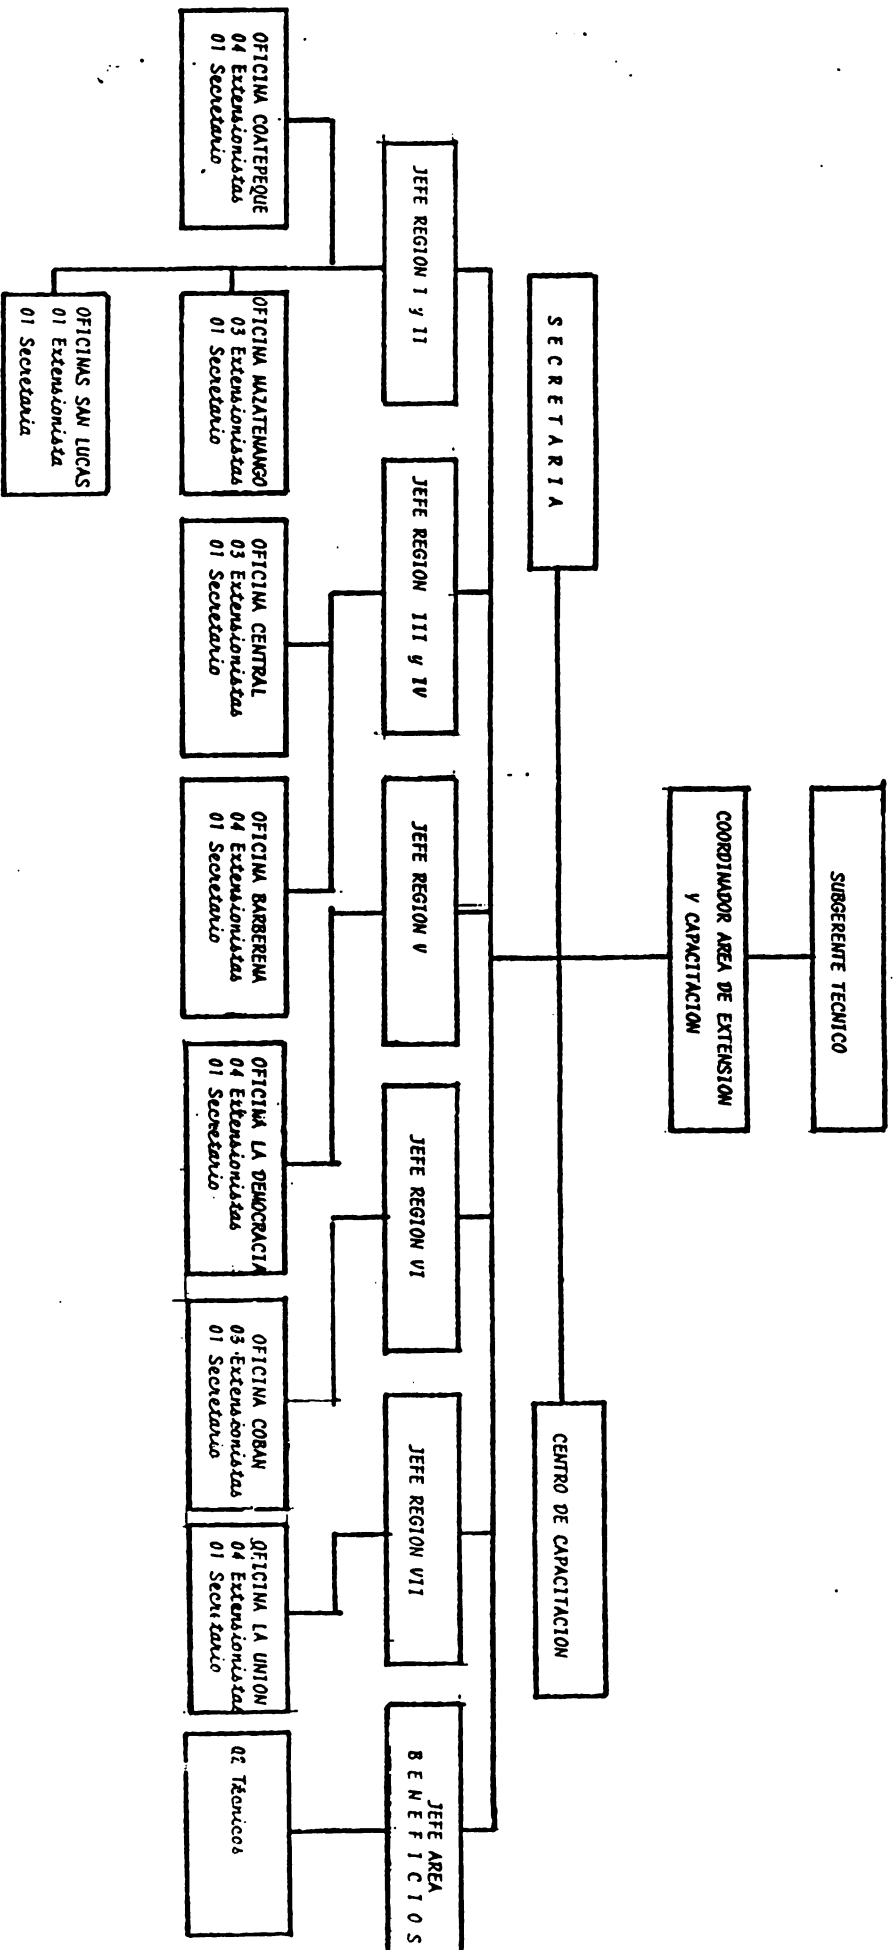 SUBGERENTE TECNICO
COORDINADOR AREA DE EXTENSION
Y CAPACITACION
S E C R E T A R I A
CENTRO DE CAPACITACION
JEFE REGION I y II
JEFE REGION III y IV
JEFE REGION V
JEFE REGION VI
JEFE REGION VII
JEFE AREA
B E N E F I C I O S
OFICINA COATEPEQUE
04 Extensionistas
01 Secretario
OFICINA MAZATENANGO
03 Extensionistas
01 Secretario
OFICINA CENTRAL
03 Extensionistas
01 Secretario
OFICINA BARBERENA
04 Extensionistas
01 Secretario
OFICINA LA DEMOCRACIA
04 Extensionistas
01 Secretario
OFICINA COBAN
03 Extensionistas
01 Secretario
OFICINA LA UNION
04 Extensionistas
01 Secretario
02 Técnicos
OFICINAS SAN LUCAS
01 Extensionista
01 Secretaria